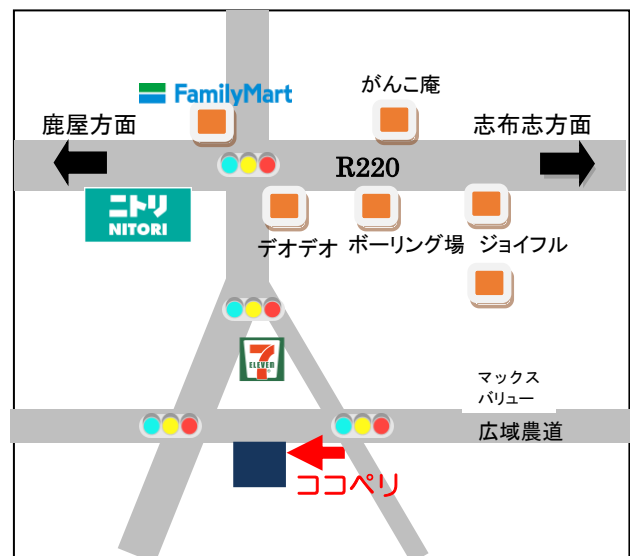 FamilyMart
がんこ庵
鹿屋方面
志布志方面
R220
ニトリ
NITORI
デオデオ
ボーリング場
ジョイフル
7
ELEVEN
マックス
バリュー
広域農道
ココペリ